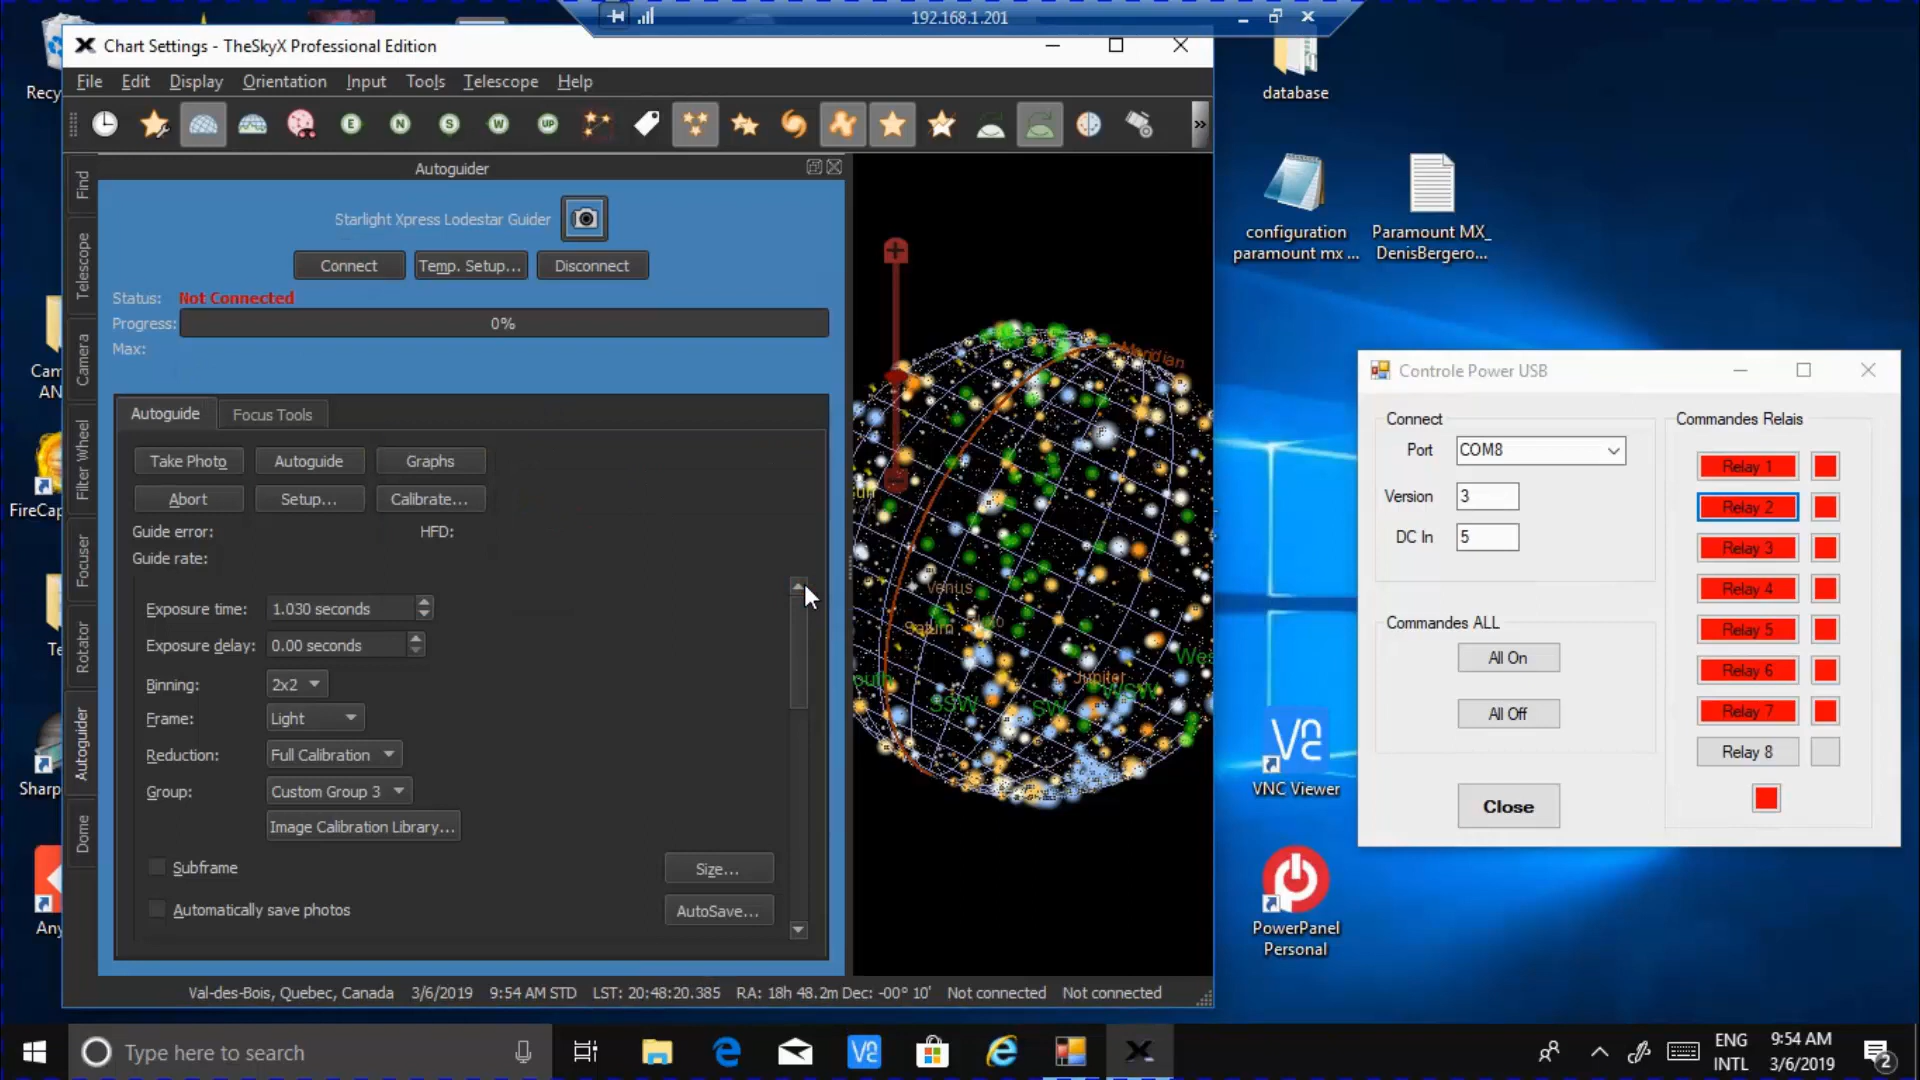 192.168.1.201
Chart Settings - TheSkyX Professional Edition
File Edit Display Orientation Input Tools Telescope Help
E N S W UP »
Find
Telescope
Camera
Filter Wheel
Focuser
Rotator
Autoguider
Dome
Autoguider
Starlight Xpress Lodestar Guider
Connect Temp. Setup... Disconnect
Status: Not Connected
Progress: 0%
Max:
Autoguide Focus Tools
Take Photo Autoguide Graphs
Abort Setup... Calibrate...
Guide error: HFD:
Guide rate:
Exposure time: 1.030 seconds
Exposure delay: 0.00 seconds
Binning: 2x2
Frame: Light
Reduction: Full Calibration
Group: Custom Group 3
Image Calibration Library...
Subframe Size...
Automatically save photos AutoSave...
Meridian
Venus
Saturn
Jupiter
SSW
SW
WSW
Val-des-Bois, Quebec, Canada 3/6/2019 9:54 AM STD LST: 20:48:20.385 RA: 18h 48.2m Dec: -00° 10' Not connected Not connected
Recy
Cam
AN
FireCap
Te
Sharp
Any
database
configuration
paramount mx ...
Paramount MX_
DenisBergero...
VNC Viewer
PowerPanel
Personal
Controle Power USB
Connect
Port COM8
Version 3
DC In 5
Commandes ALL
All On
All Off
Close
Commandes Relais
Relay 1
Relay 2
Relay 3
Relay 4
Relay 5
Relay 6
Relay 7
Relay 8
Type here to search
ENG
INTL
9:54 AM
3/6/2019
2